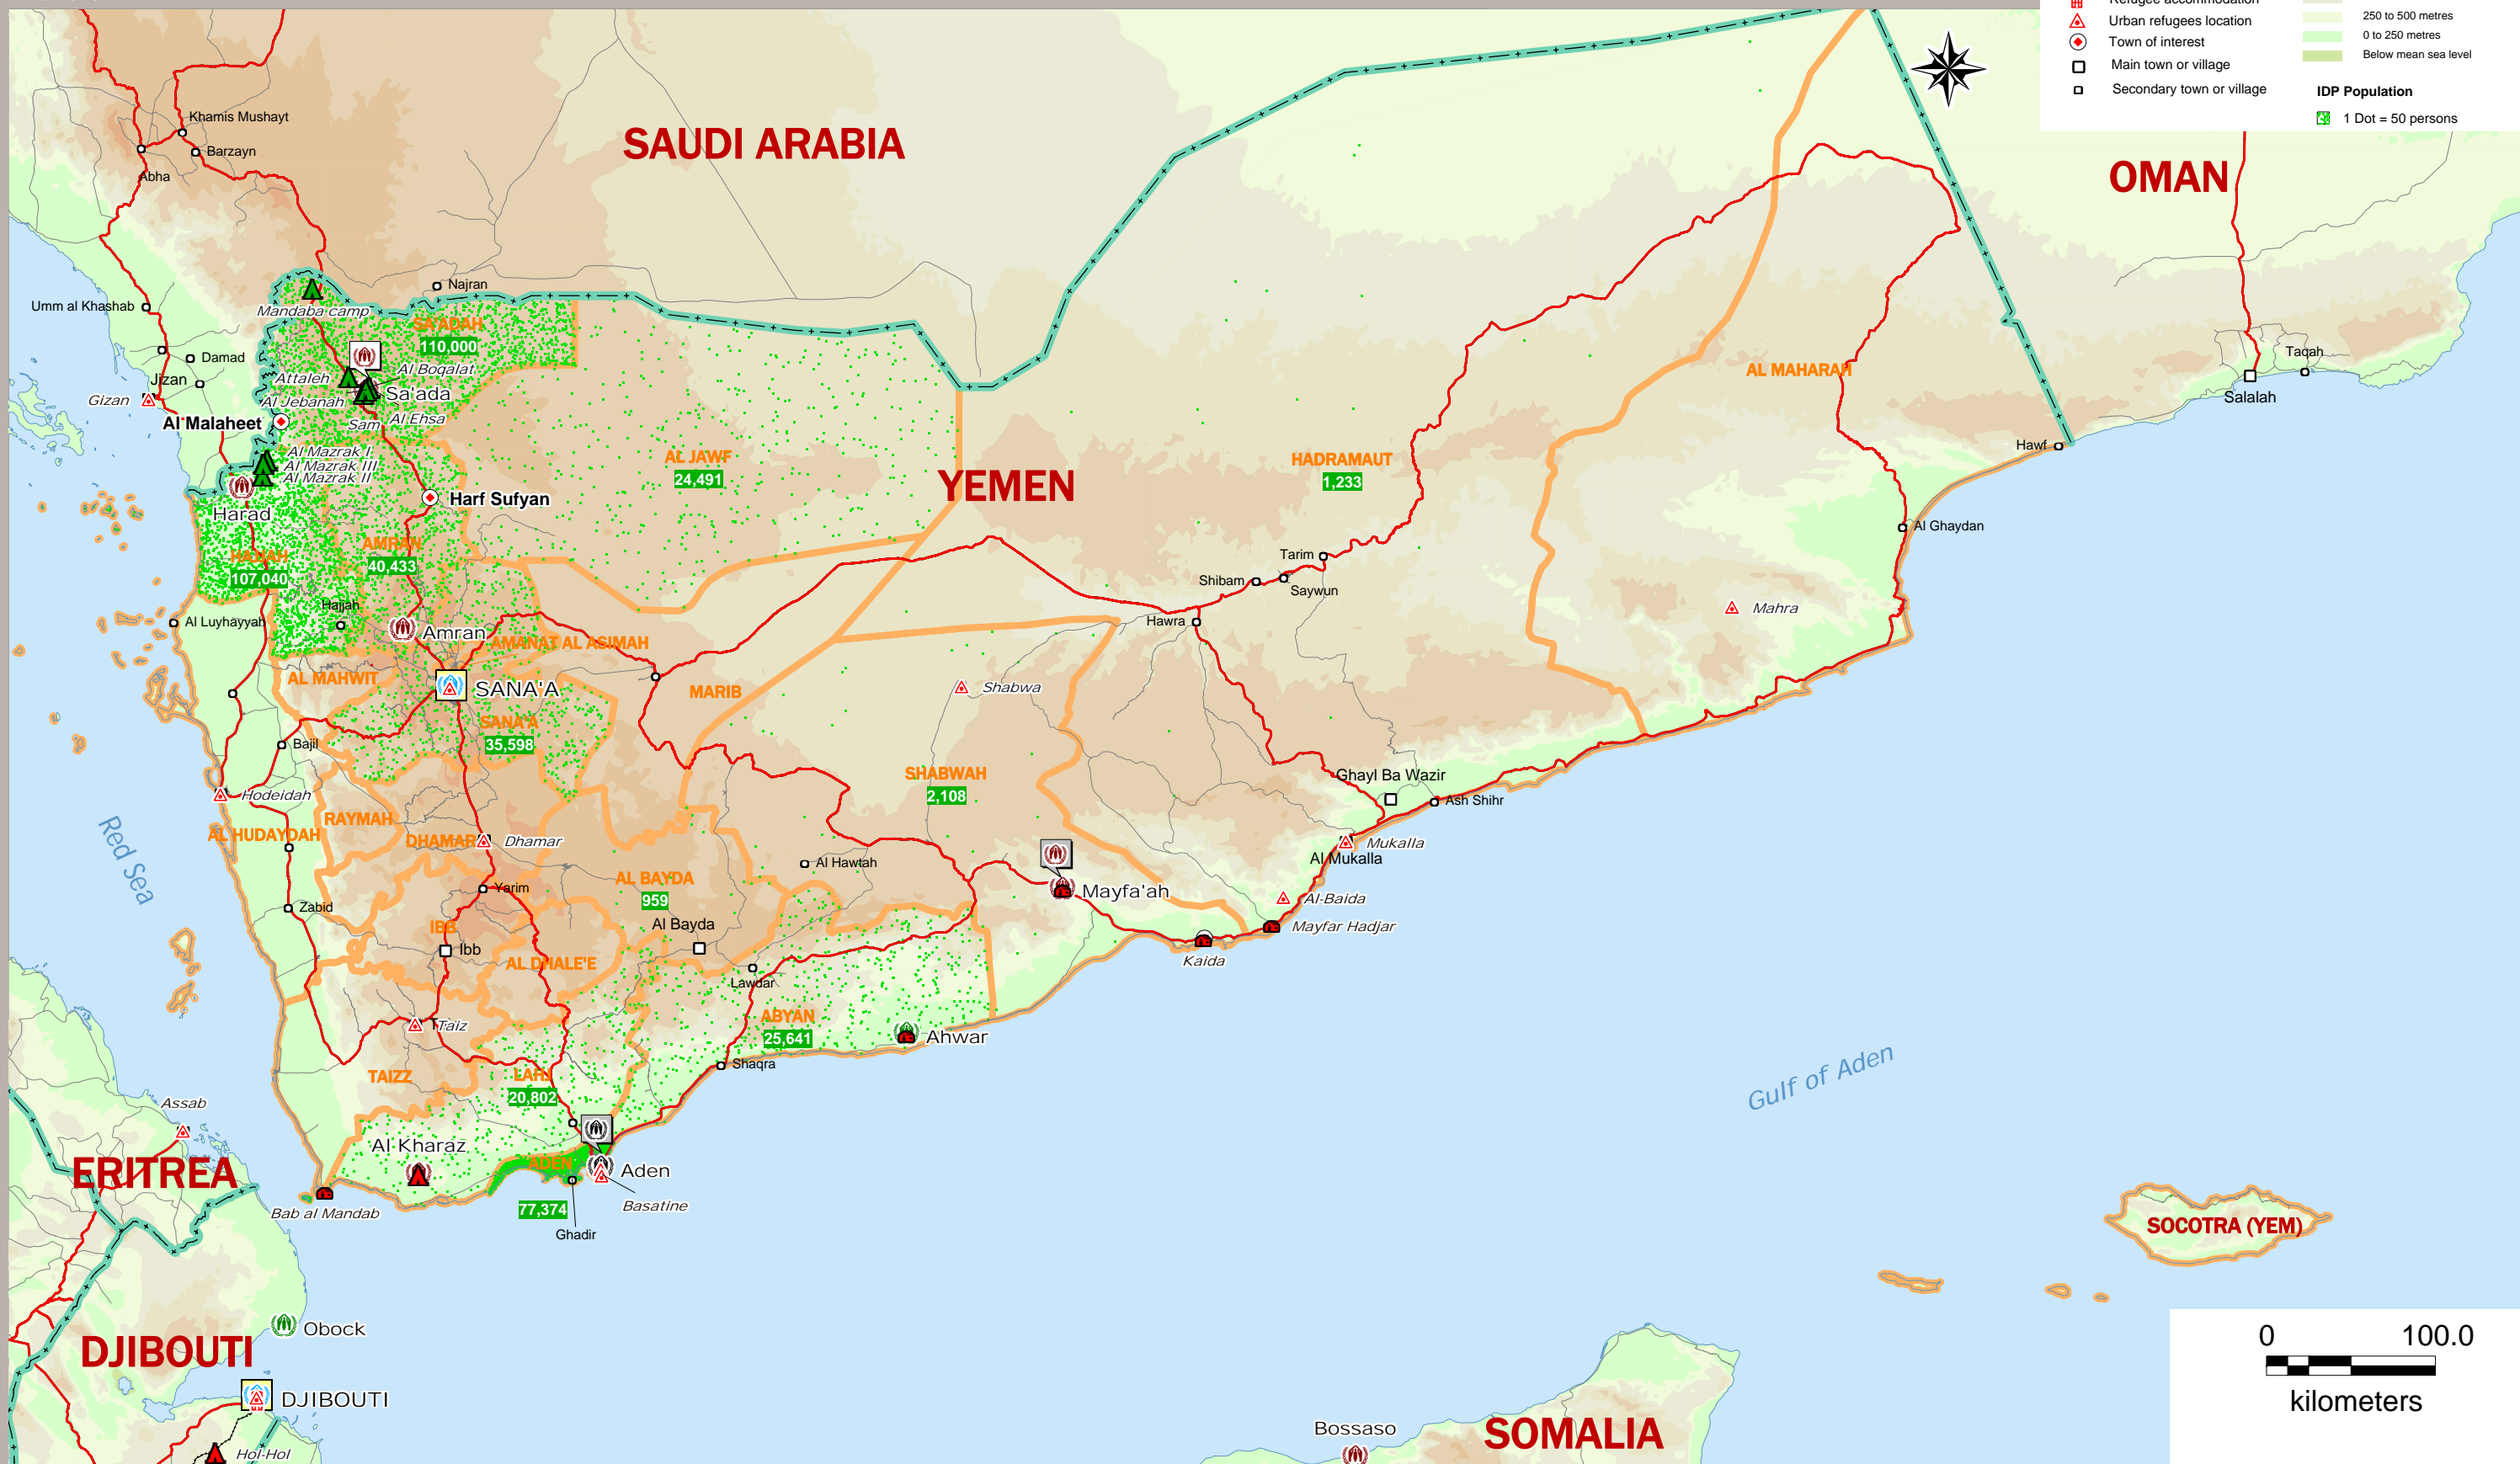 Refugee accommodation
Urban refugees location
Town of interest
Main town or village
Secondary town or village
250 to 500 metres
0 to 250 metres
Below mean sea level
IDP Population
1 Dot = 50 persons
SAUDI ARABIA
OMAN
YEMEN
ERITREA
DJIBOUTI
SOMALIA
SOCOTRA (YEM)
Red Sea
Gulf of Aden
Khamis Mushayt
Barzayn
Abha
Najran
Umm al Khashab
Mandaba camp
SA'ADAH
110,000
Damad
Jizan
Gizan
Attaleh
Al Boqalat
Sa'ada
Al Jebanah
Al Ehsa
Sam
Al Malaheet
Al Mazrak I
Al Mazrak III
Al Mazrak II
Harad
Harf Sufyan
AL JAWF
24,491
HAJJAH
107,040
AMRAN
40,433
Hajjah
Al Luyhayyah
Amran
AMANAT AL ASIMAH
AL MAHWIT
SANA'A
SANA'A
35,598
MARIB
Bajil
Hodeidah
RAYMAH
AL HUDAYDAH
DHAMAR
Dhamar
Yarim
Zabid
IBB
Ibb
AL DHALE'E
AL BAYDA
959
Al Bayda
Al Hawtah
Lawdar
Taiz
TAIZZ
LAHJ
20,802
ABYAN
25,641
Ahwar
Shaqra
Al Kharaz
ADEN
Aden
Basatine
77,374
Ghadir
Bab al Mandab
Assab
Obock
DJIBOUTI
Hol-Hol
HADRAMAUT
1,233
AL MAHARAH
Taqah
Salalah
Hawf
Al Ghaydan
Tarim
Shibam
Saywun
Hawra
Mahra
Shabwa
SHABWAH
2,108
Ghayl Ba Wazir
Ash Shihr
Mukalla
Al Mukalla
Mayfa'ah
Al-Baida
Mayfar Hadjar
Kaida
Bossaso
0 100.0
kilometers